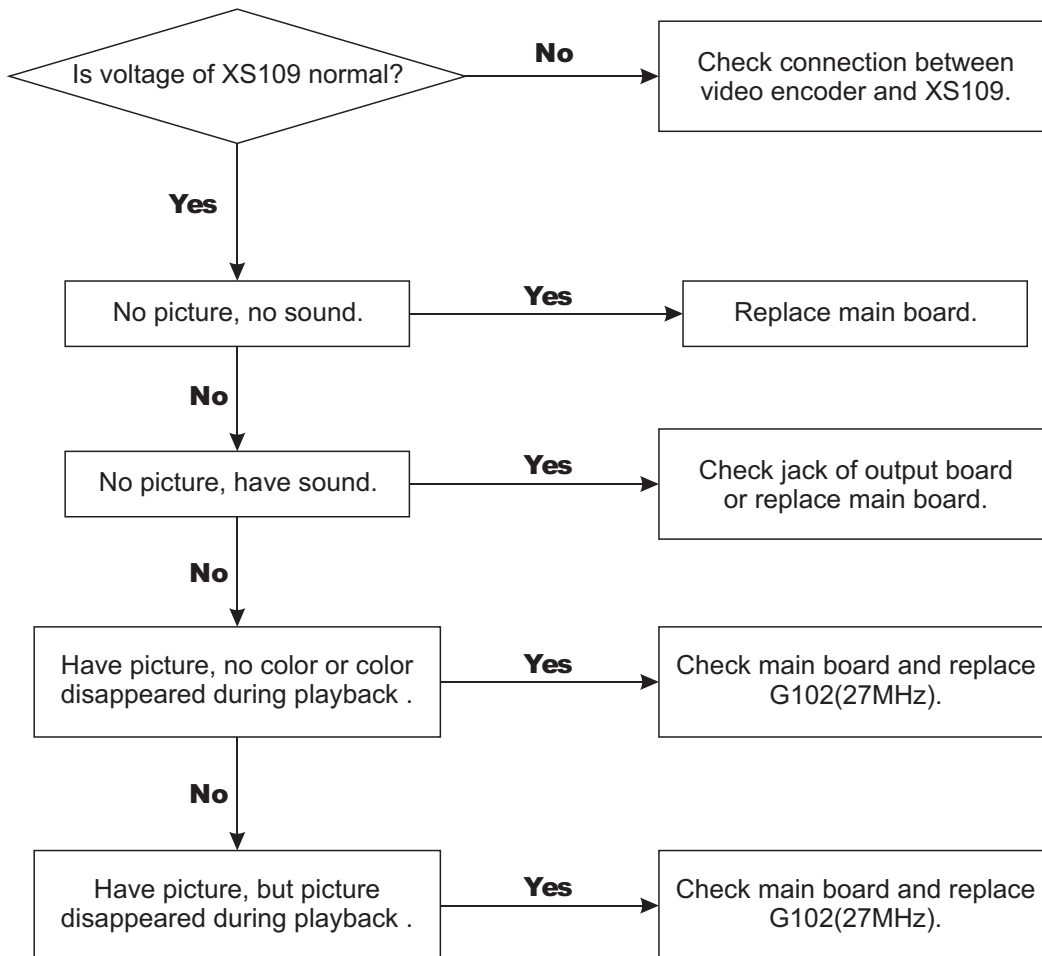 Is voltage of XS109 normal?
No
Check connection between
video encoder and XS109.
Yes
No picture, no sound.
Yes
Replace main board.
No
No picture, have sound.
Yes
Check jack of output board
or replace main board.
No
Have picture, no color or color
disappeared during playback .
Yes
Check main board and replace
G102(27MHz).
No
Have picture, but picture
disappeared during playback .
Yes
Check main board and replace
G102(27MHz).